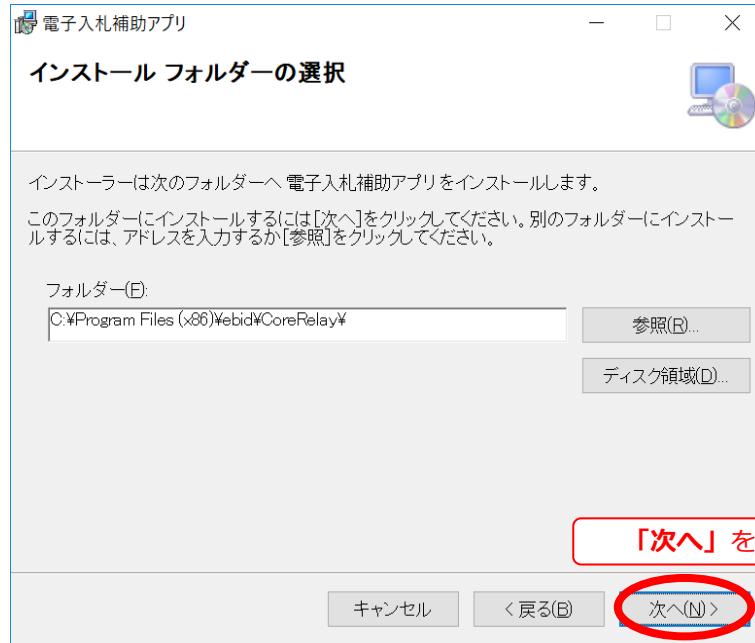 電子入札補助アプリ
インストール フォルダーの選択
インストーラーは次のフォルダーへ 電子入札補助アプリをインストールします。
このフォルダーにインストールするには[次へ]をクリックしてください。別のフォルダーにインストー
ルするには、アドレスを入力するか[参照]をクリックしてください。
フォルダー(F):
C:¥Program Files (x86)¥ebid¥CoreRelay¥
参照(R)...
ディスク領域(D)...
「次へ」を
キャンセル
< 戻る(B)
次へ(N) >